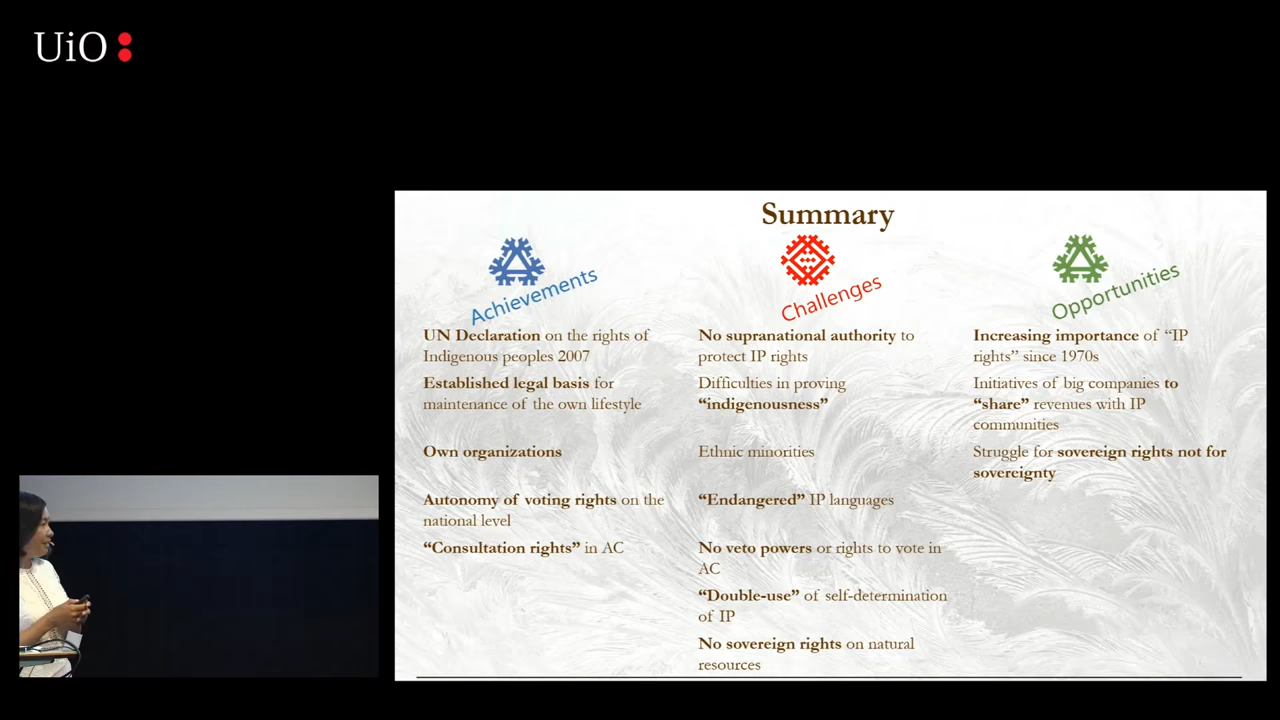 UiO
Summary
Achievements
Challenges
Opportunities
UN Declaration on the rights of
Indigenous peoples 2007
Established legal basis for
maintenance of the own lifestyle
Own organizations
Autonomy of voting rights on the
national level
“Consultation rights” in AC
No supranational authority to
protect IP rights
Difficulties in proving
“indigenousness”
Ethnic minorities
“Endangered” IP languages
No veto powers or rights to vote in
AC
“Double-use” of self-determination
of IP
No sovereign rights on natural
resources
Increasing importance of “IP
rights” since 1970s
Initiatives of big companies to
“share” revenues with IP
communities
Struggle for sovereign rights not for
sovereignty